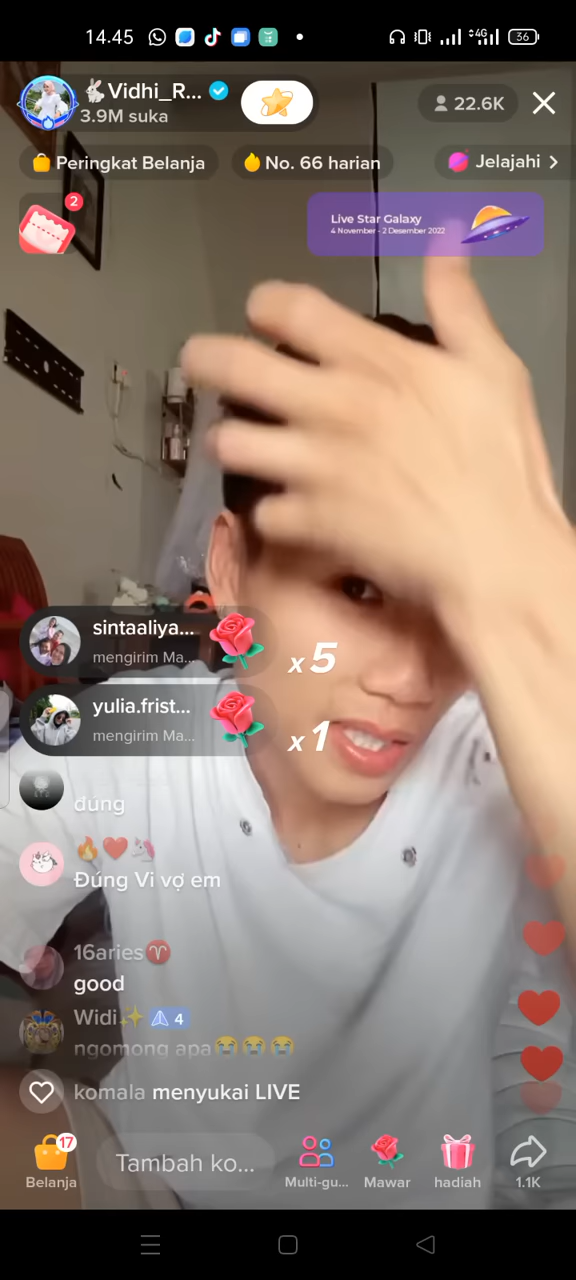 14.45
4G
36
🐇Vidhi_R...
3.9M suka
22.6K
Peringkat Belanja
No. 66 harian
Jelajahi
2
Live Star Galaxy
4 November - 2 Desember 2022
sintaaliya...
mengirim Ma...
x5
yulia.frist...
mengirim Ma...
x1
đúng
🔥❤️🦄
Đúng Vi vợ em
16aries♈
good
Widi✨ 4
ngomong apa😭😭😭
komala menyukai LIVE
17
Belanja
Tambah ko...
Multi-gu...
Mawar
hadiah
1.1K